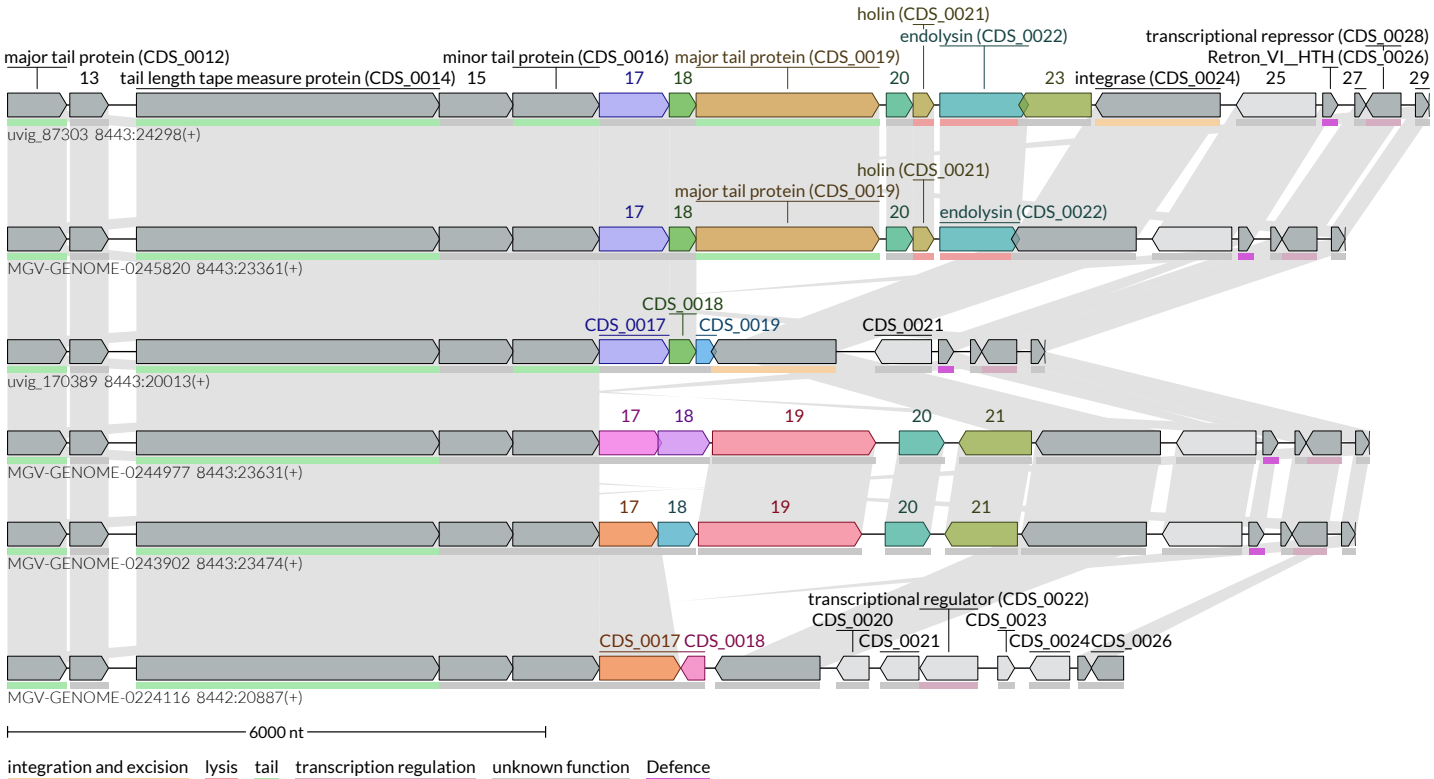 holin (CDS_0021)
endolysin (CDS_0022)
transcriptional repressor (CDS_0028)
major tail protein (CDS_0012)
minor tail protein (CDS_0016)
major tail protein (CDS_0019)
Retron_VI_HTH (CDS_0026)
13 tail length tape measure protein (CDS_0014) 15 17 18 20 23 integrase (CDS_0024) 25 27 29
uvig_87303 8443:24298(+)
holin (CDS_0021)
major tail protein (CDS_0019)
17 18 20 endolysin (CDS_0022)
MGV-GENOME-0245820 8443:23361(+)
CDS_0018
CDS_0017 CDS_0019 CDS_0021
uvig_170389 8443:20013(+)
17 18 19 20 21
MGV-GENOME-0244977 8443:23631(+)
17 18 19 20 21
MGV-GENOME-0243902 8443:23474(+)
transcriptional regulator (CDS_0022)
CDS_0020 CDS_0023
CDS_0017 CDS_0018 CDS_0021 CDS_0024 CDS_0026
MGV-GENOME-0224116 8442:20887(+)
6000 nt
integration and excision lysis tail transcription regulation unknown function Defence